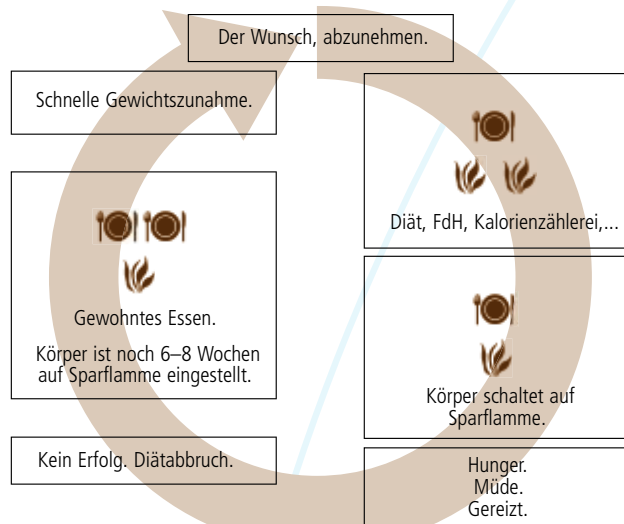 Der Wunsch, abzunehmen.
Diät, FdH, Kalorienzählerei,...
Körper schaltet auf
Sparflamme.
Hunger.
Müde.
Gereizt.
Kein Erfolg. Diätabbruch.
Gewohntes Essen.
Körper ist noch 6–8 Wochen
auf Sparflamme eingestellt.
Schnelle Gewichtszunahme.